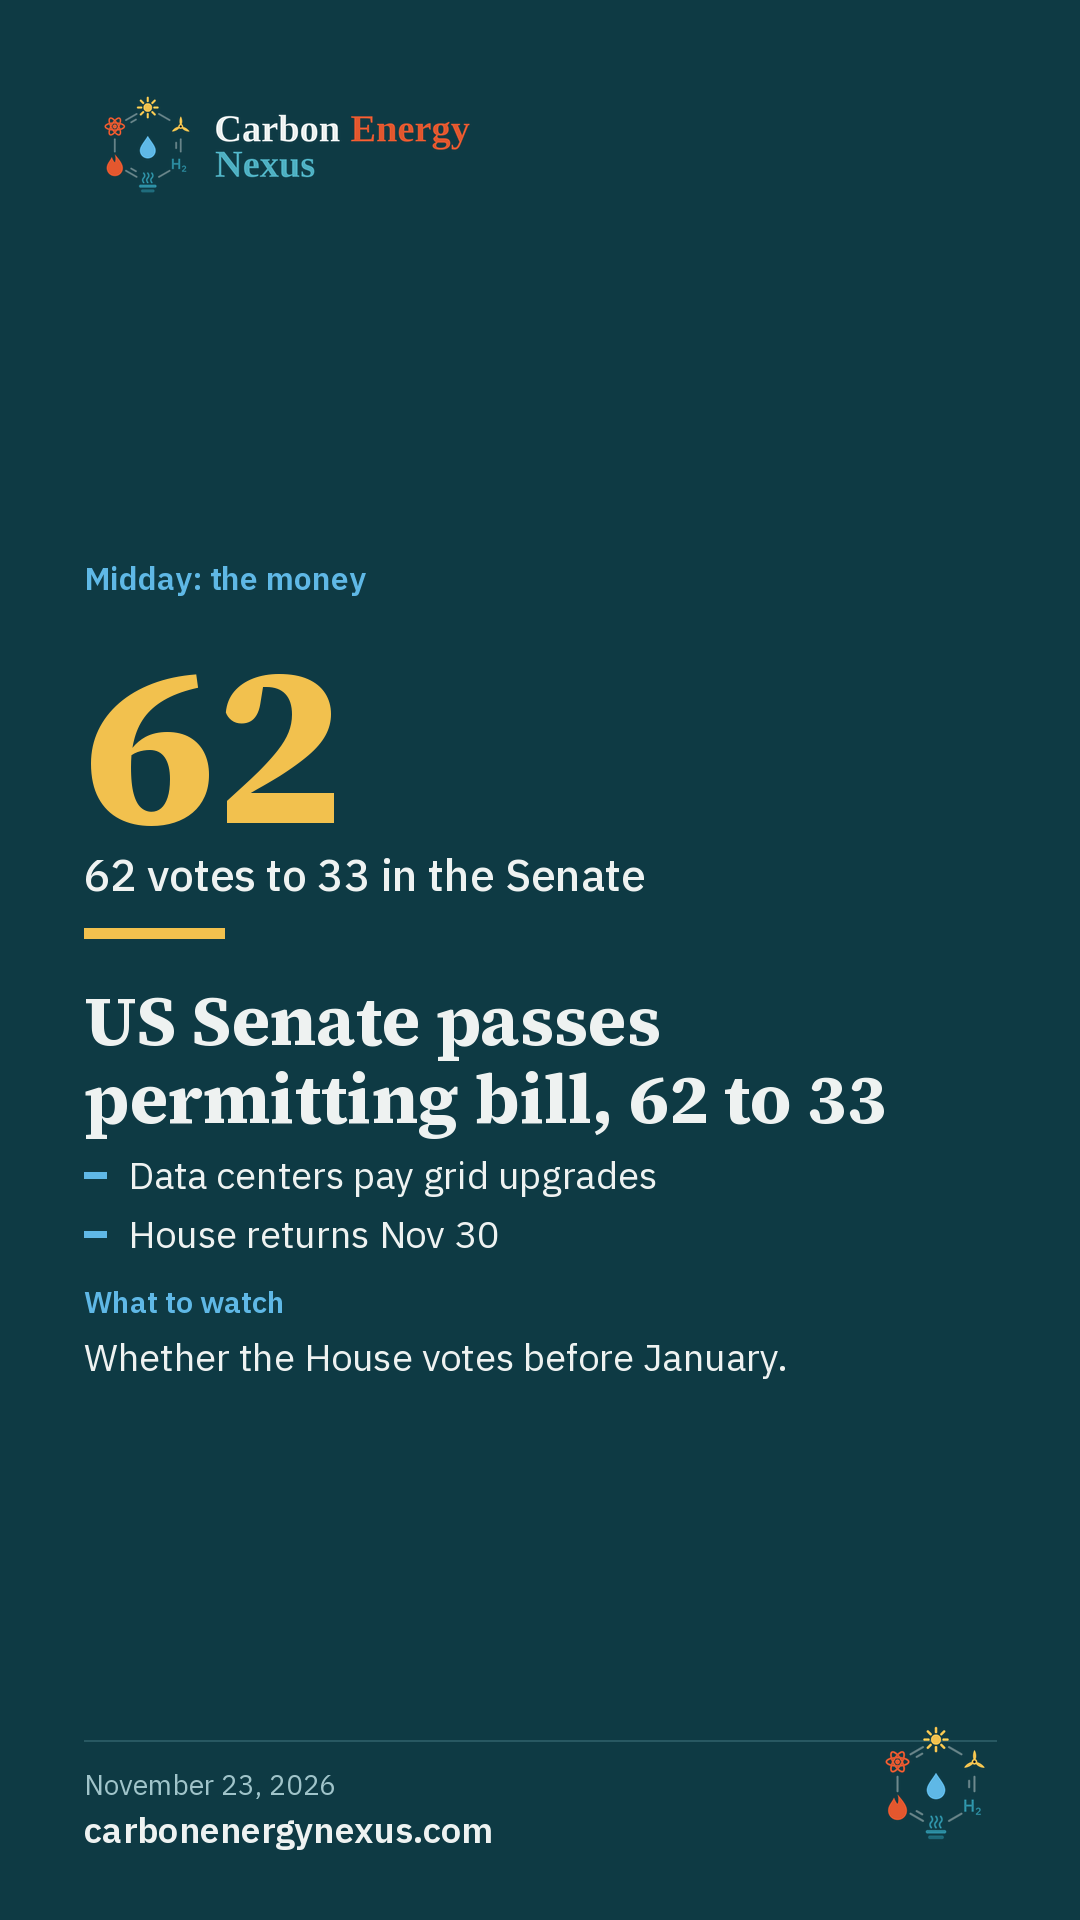 Carbon Energy
Nexus
H₂
Midday: the money
62
62 votes to 33 in the Senate
US Senate passes
permitting bill, 62 to 33
Data centers pay grid upgrades
House returns Nov 30
What to watch
Whether the House votes before January.
November 23, 2026
carbonenergynexus.com
H₂